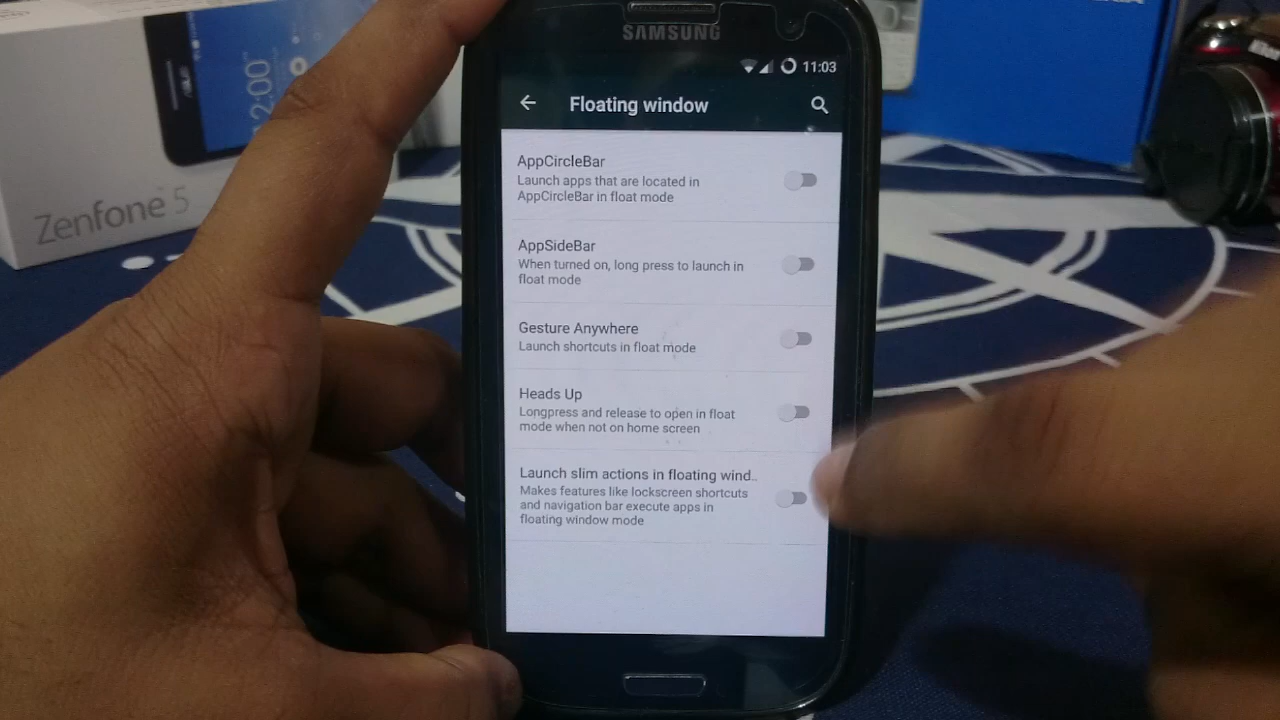 SAMSUNG
11:03
Floating window
AppCircleBar
Launch apps that are located in
AppCircleBar in float mode
AppSideBar
When turned on, long press to launch in
float mode
Gesture Anywhere
Launch shortcuts in float mode
Heads Up
Longpress and release to open in float
mode when not on home screen
Launch slim actions in floating wind..
Makes features like lockscreen shortcuts
and navigation bar execute apps in
floating window mode
2:00
Zenfone 5